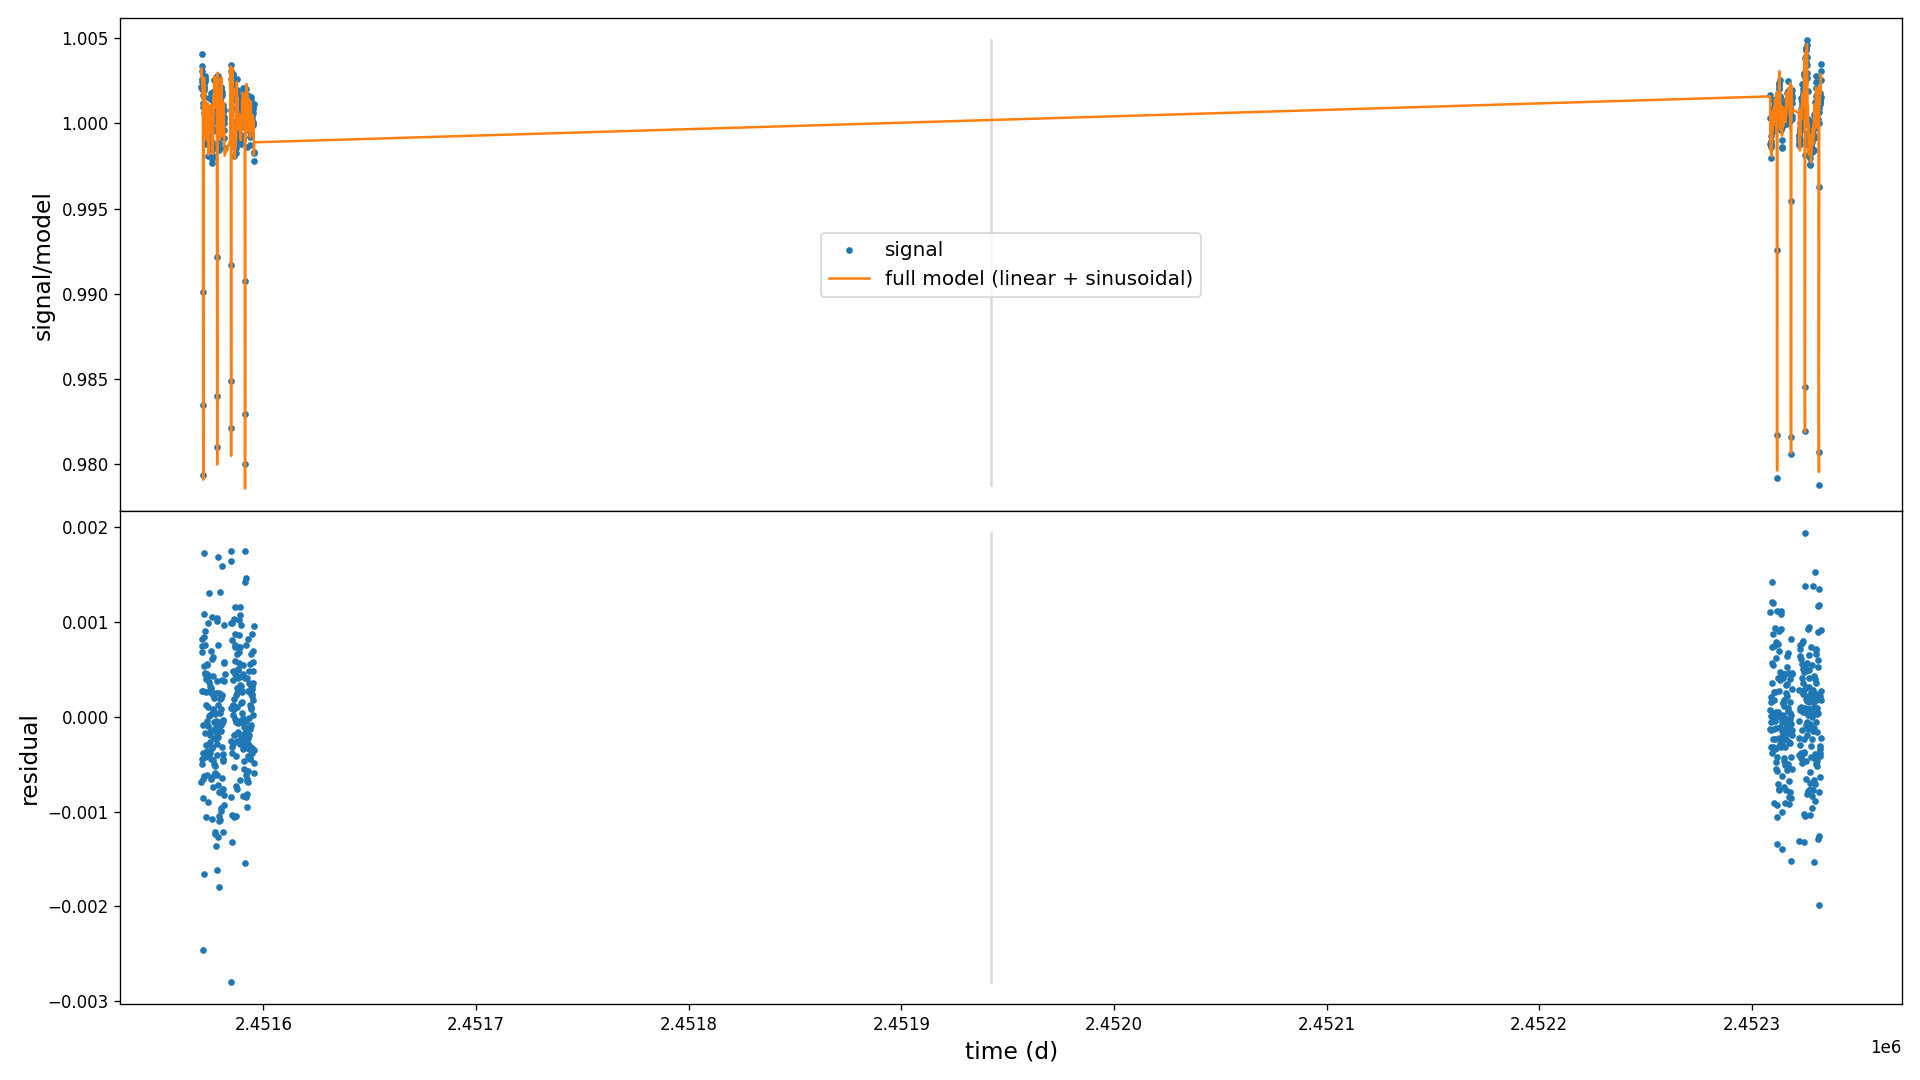 1.005
1.000
0.995
0.990
0.985
0.980
signal/model
signal
full model (linear + sinusoidal)
0.002
0.001
0.000
−0.001
−0.002
−0.003
residual
2.4516 2.4517 2.4518 2.4519 2.4520 2.4521 2.4522 2.4523
1e6
time (d)